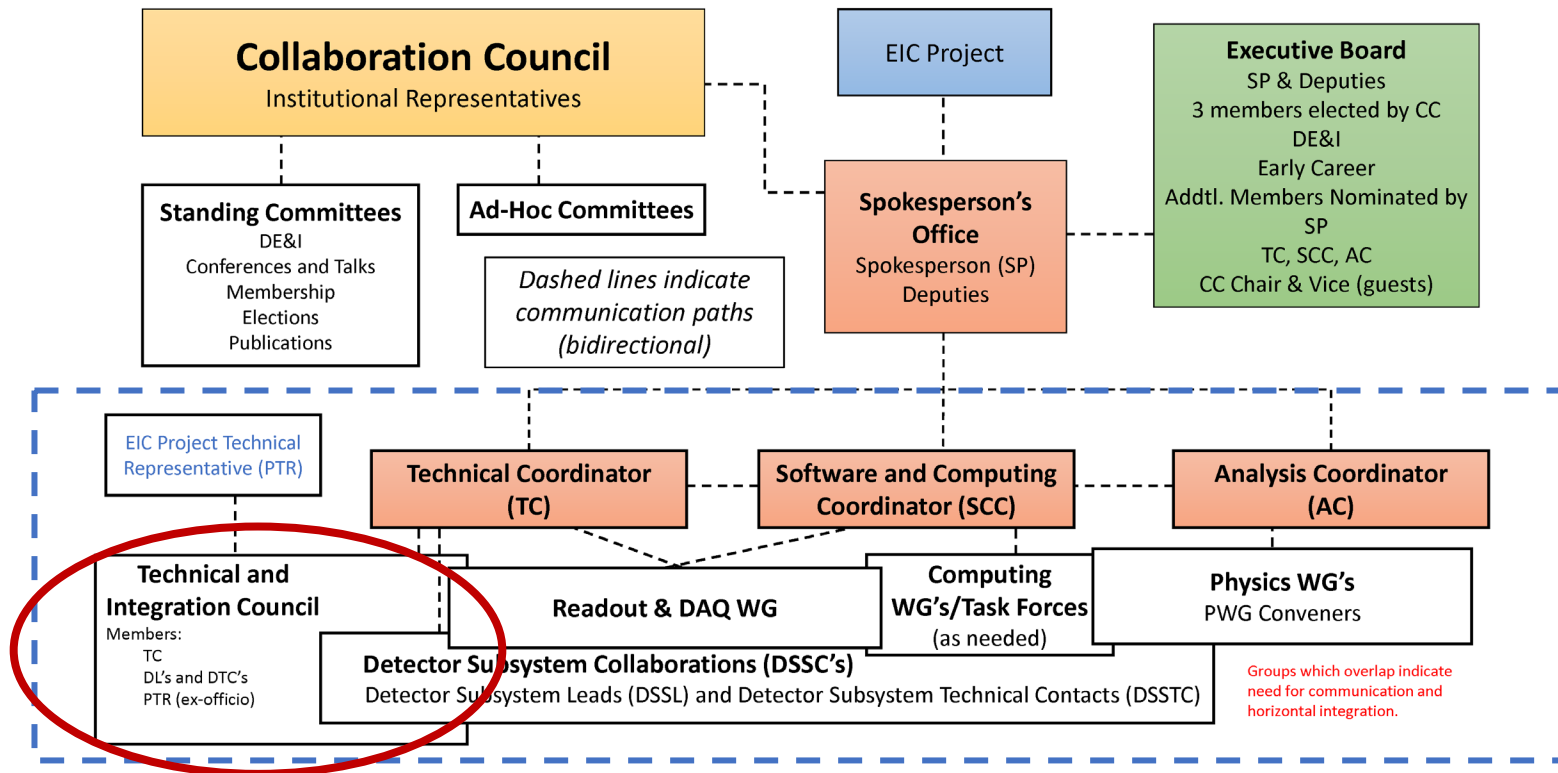 Collaboration Council
Institutional Representatives
EIC Project
Executive Board
SP & Deputies
3 members elected by CC
DE&I
Early Career
Addtl. Members Nominated by
SP
TC, SCC, AC
CC Chair & Vice (guests)
Standing Committees
DE&I
Conferences and Talks
Membership
Elections
Publications
Ad-Hoc Committees
Dashed lines indicate
communication paths
(bidirectional)
Spokesperson's
Office
Spokesperson (SP)
Deputies
EIC Project Technical
Representative (PTR)
Technical Coordinator
(TC)
Software and Computing
Coordinator (SCC)
Analysis Coordinator
(AC)
Technical and
Integration Council
Members:
TC
DL's and DTC's
PTR (ex-officio)
Readout & DAQ WG
Computing
WG's/Task Forces
(as needed)
Physics WG's
PWG Conveners
Detector Subsystem Collaborations (DSSC's)
Detector Subsystem Leads (DSSL) and Detector Subsystem Technical Contacts (DSSTC)
Groups which overlap indicate
need for communication and
horizontal integration.